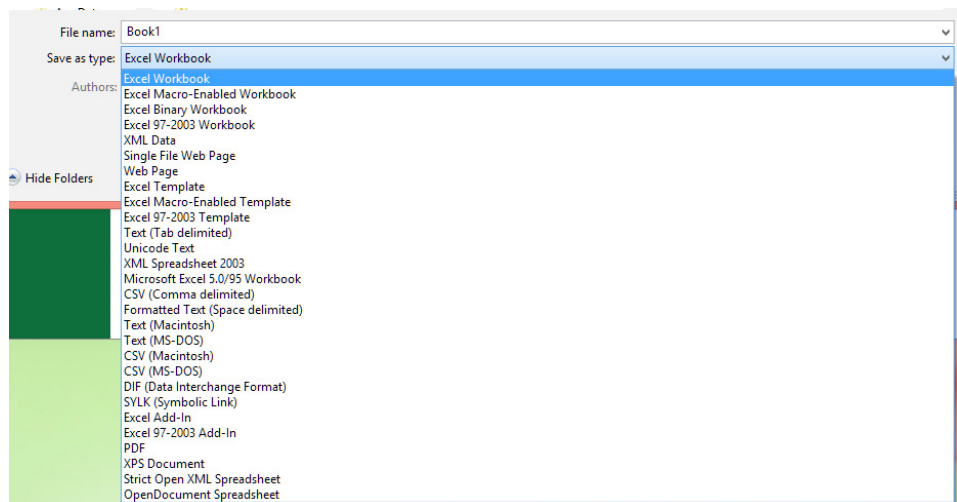 File name: Book1
Save as type: Excel Workbook
Authors:
Excel Workbook
Excel Macro-Enabled Workbook
Excel Binary Workbook
Excel 97-2003 Workbook
XML Data
Single File Web Page
Hide Folders
Web Page
Excel Template
Excel Macro-Enabled Template
Excel 97-2003 Template
Text (Tab delimited)
Unicode Text
XML Spreadsheet 2003
Microsoft Excel 5.0/95 Workbook
CSV (Comma delimited)
Formatted Text (Space delimited)
Text (Macintosh)
Text (MS-DOS)
CSV (Macintosh)
CSV (MS-DOS)
DIF (Data Interchange Format)
SYLK (Symbolic Link)
Excel Add-In
Excel 97-2003 Add-In
PDF
XPS Document
Strict Open XML Spreadsheet
OpenDocument Spreadsheet